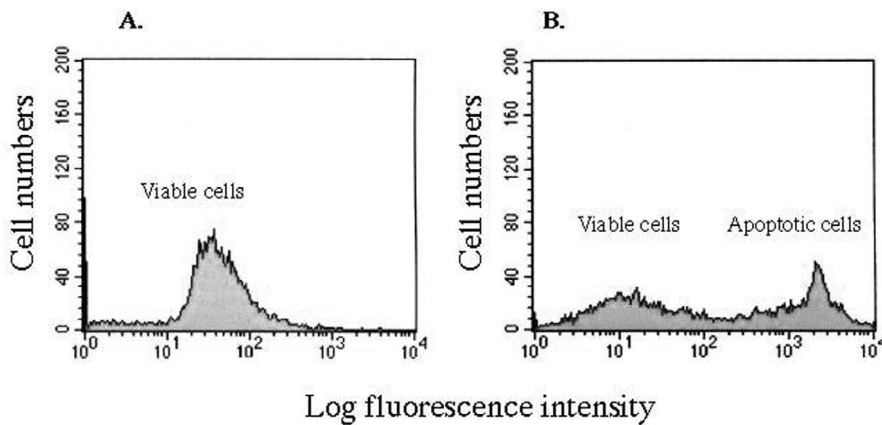 A.
B.
200
160
120
80
40
0
Cell numbers
Viable cells
10⁰ 10¹ 10² 10³ 10⁴
200
160
120
80
40
0
Cell numbers
Viable cells Apoptotic cells
10⁰ 10¹ 10² 10³ 10⁴
Log fluorescence intensity